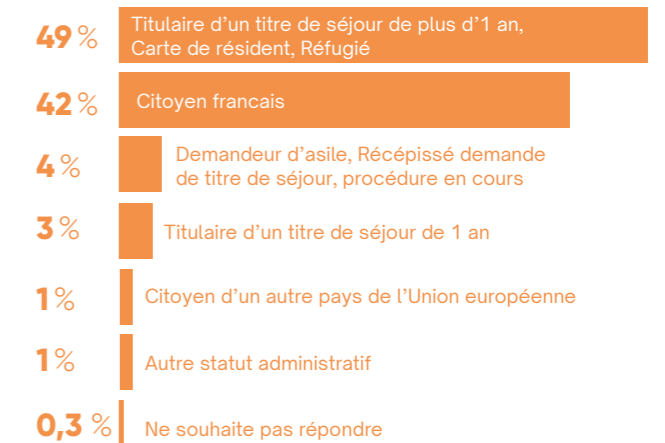 49 % Titulaire d’un titre de séjour de plus d’1 an,
Carte de résident, Réfugié
42 % Citoyen francais
4 % Demandeur d’asile, Récépissé demande
de titre de séjour, procédure en cours
3 % Titulaire d’un titre de séjour de 1 an
1 % Citoyen d’un autre pays de l’Union européenne
1 % Autre statut administratif
0,3 % Ne souhaite pas répondre